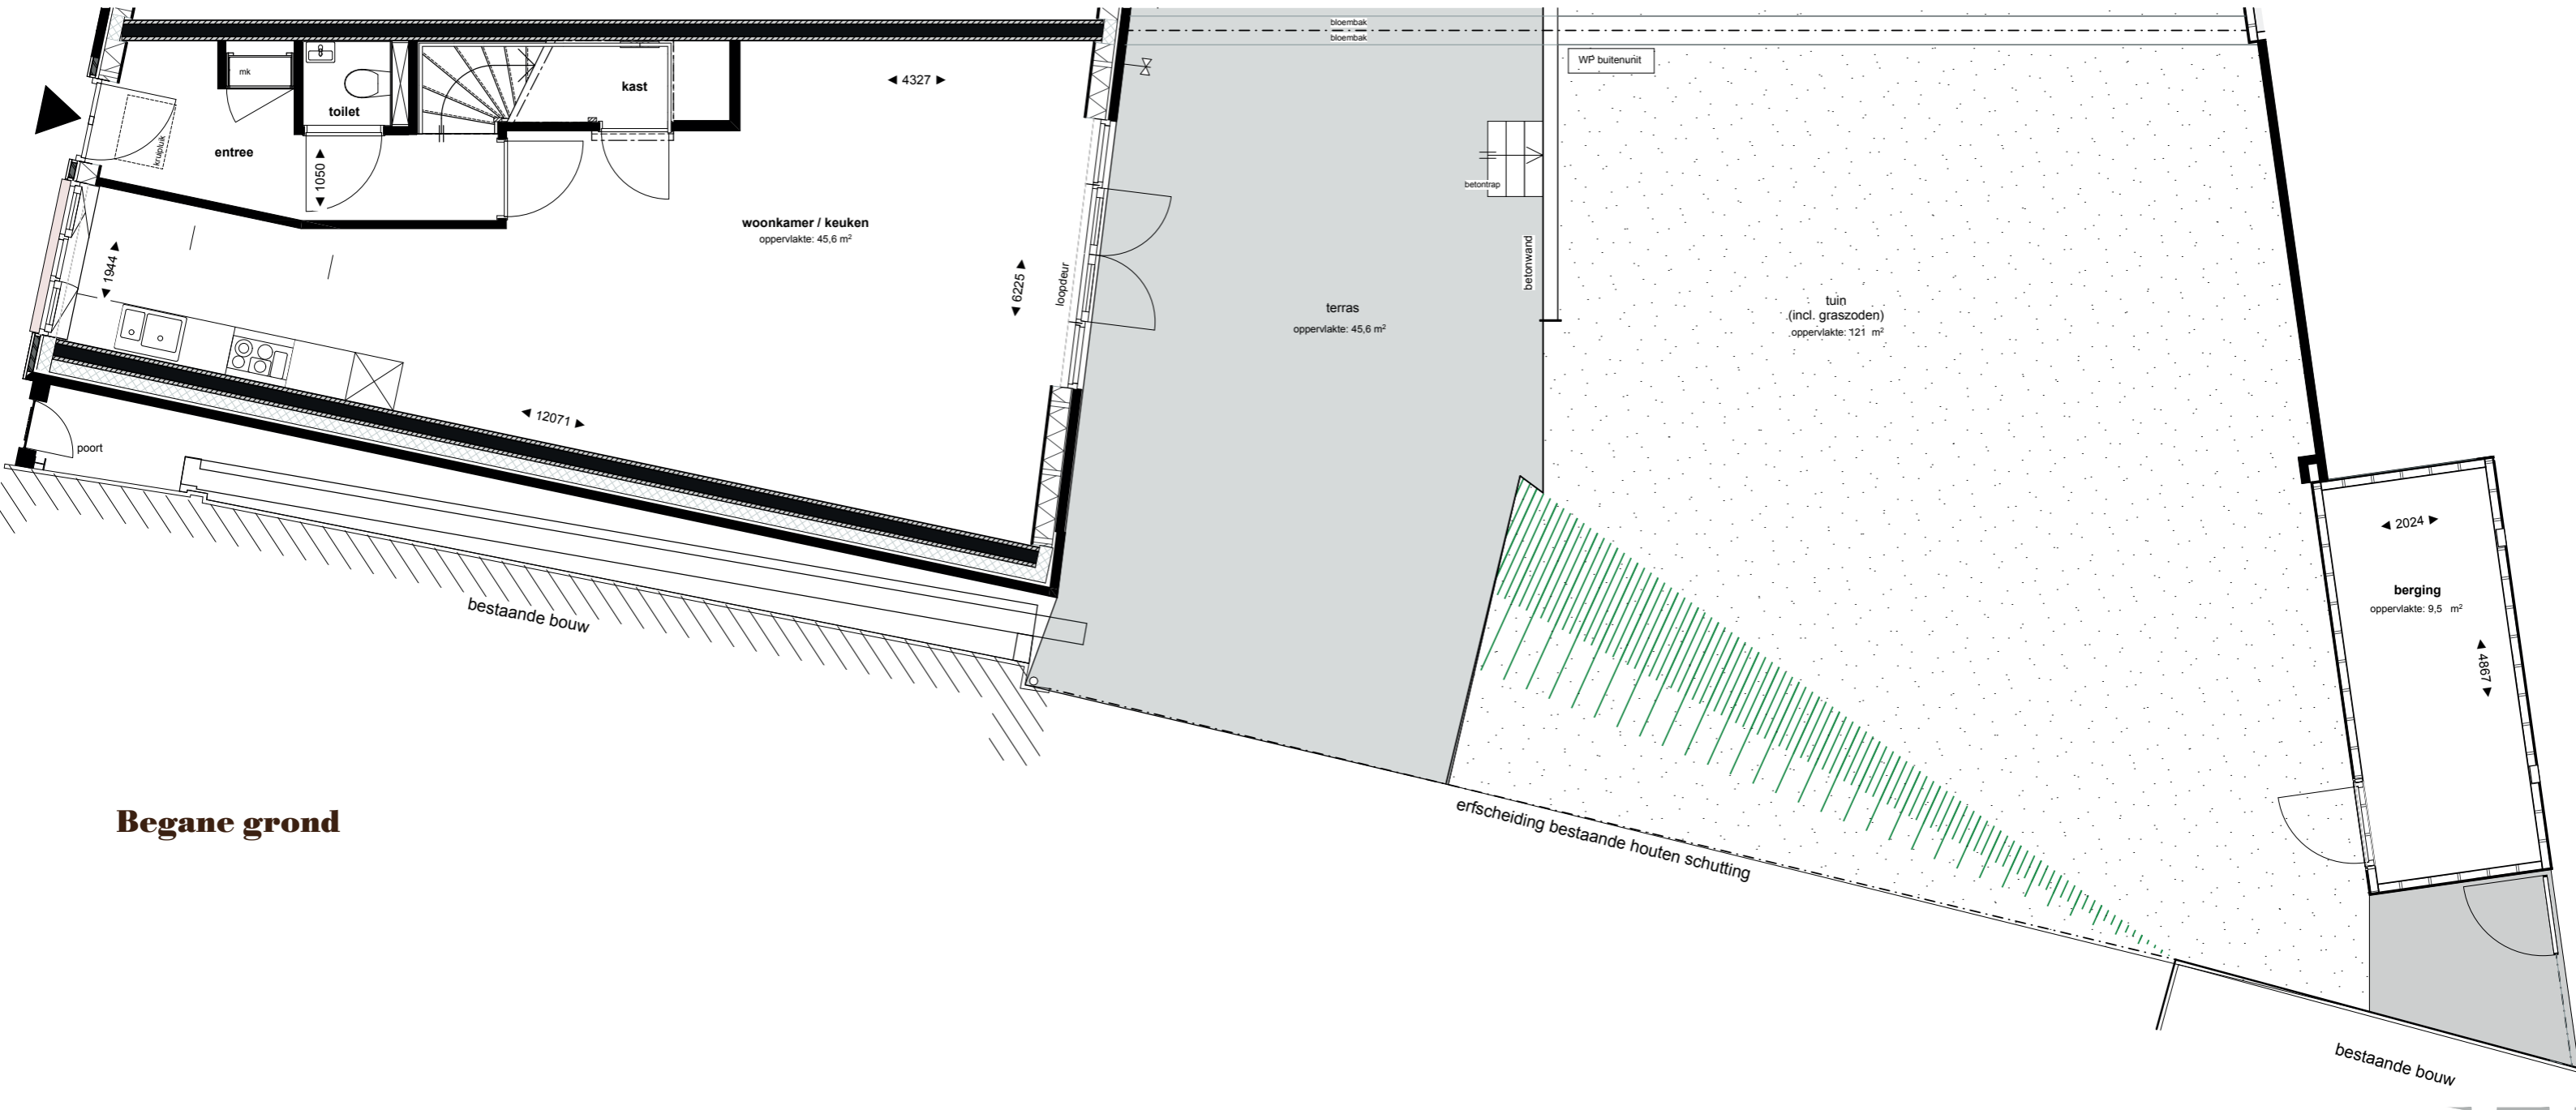 bloembak
bloembak
WP buitenunit
mk
toilet
kast
4327
entree
kruipluik
1050
betontrap
woonkamer / keuken
oppervlakte: 45,6 m²
1944
6225
loopdeur
betonwand
terras
oppervlakte: 45,6 m²
tuin
(incl. graszoden)
oppervlakte: 121 m²
12071
poort
2024
berging
oppervlakte: 9,5 m²
4867
bestaande bouw
Begane grond
erfscheiding bestaande houten schutting
bestaande bouw